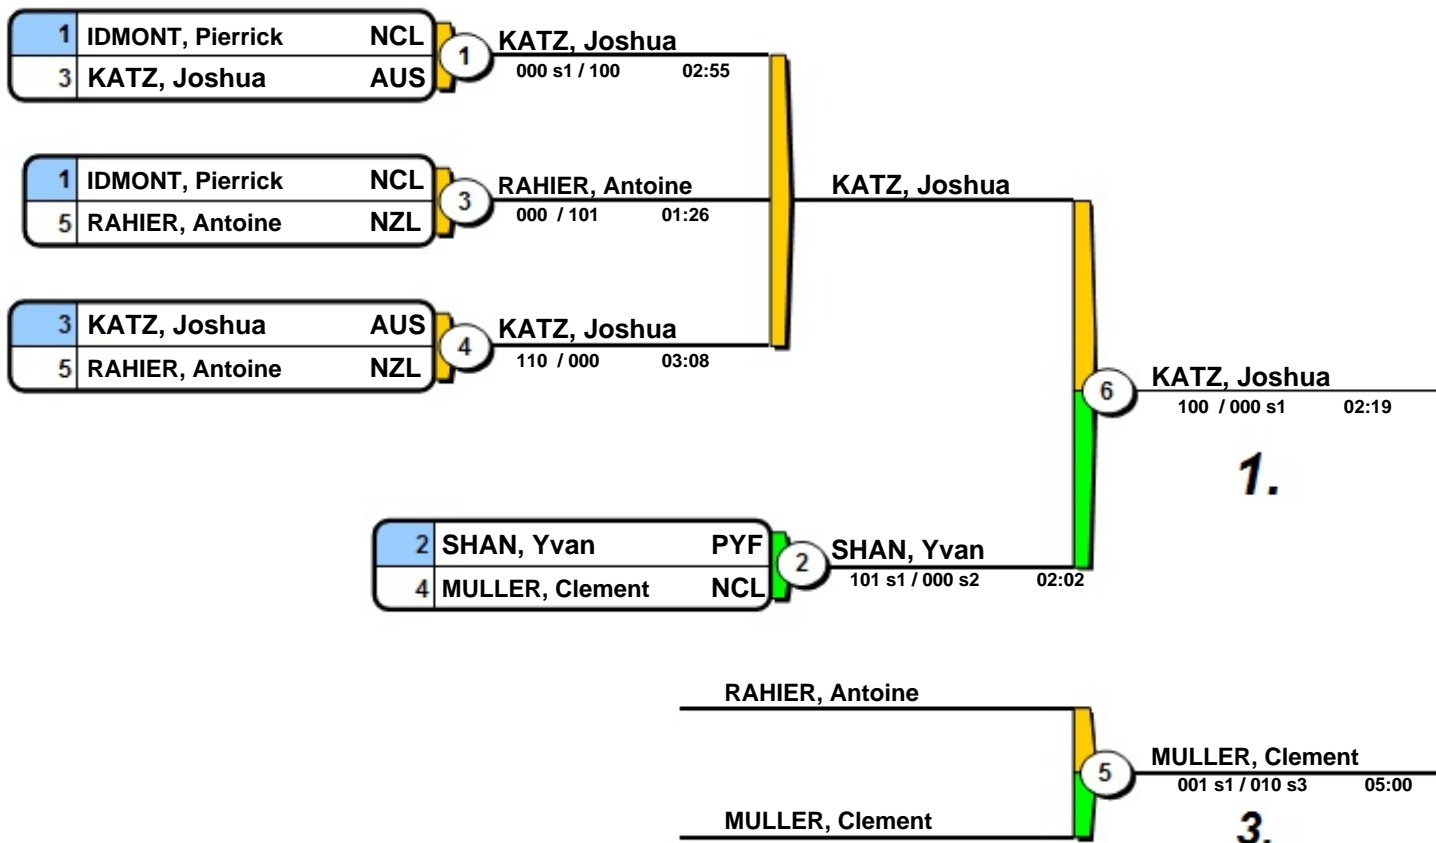 1 IDMONT, Pierrick NCL
3 KATZ, Joshua AUS
1
KATZ, Joshua
000 s1 / 100 02:55
1 IDMONT, Pierrick NCL
5 RAHIER, Antoine NZL
3
RAHIER, Antoine
000 / 101 01:26
KATZ, Joshua
3 KATZ, Joshua AUS
5 RAHIER, Antoine NZL
4
KATZ, Joshua
110 / 000 03:08
6
KATZ, Joshua
100 / 000 s1 02:19
1.
2 SHAN, Yvan PYF
4 MULLER, Clement NCL
2
SHAN, Yvan
101 s1 / 000 s2 02:02
RAHIER, Antoine
5
MULLER, Clement
001 s1 / 010 s3 05:00
3.
MULLER, Clement